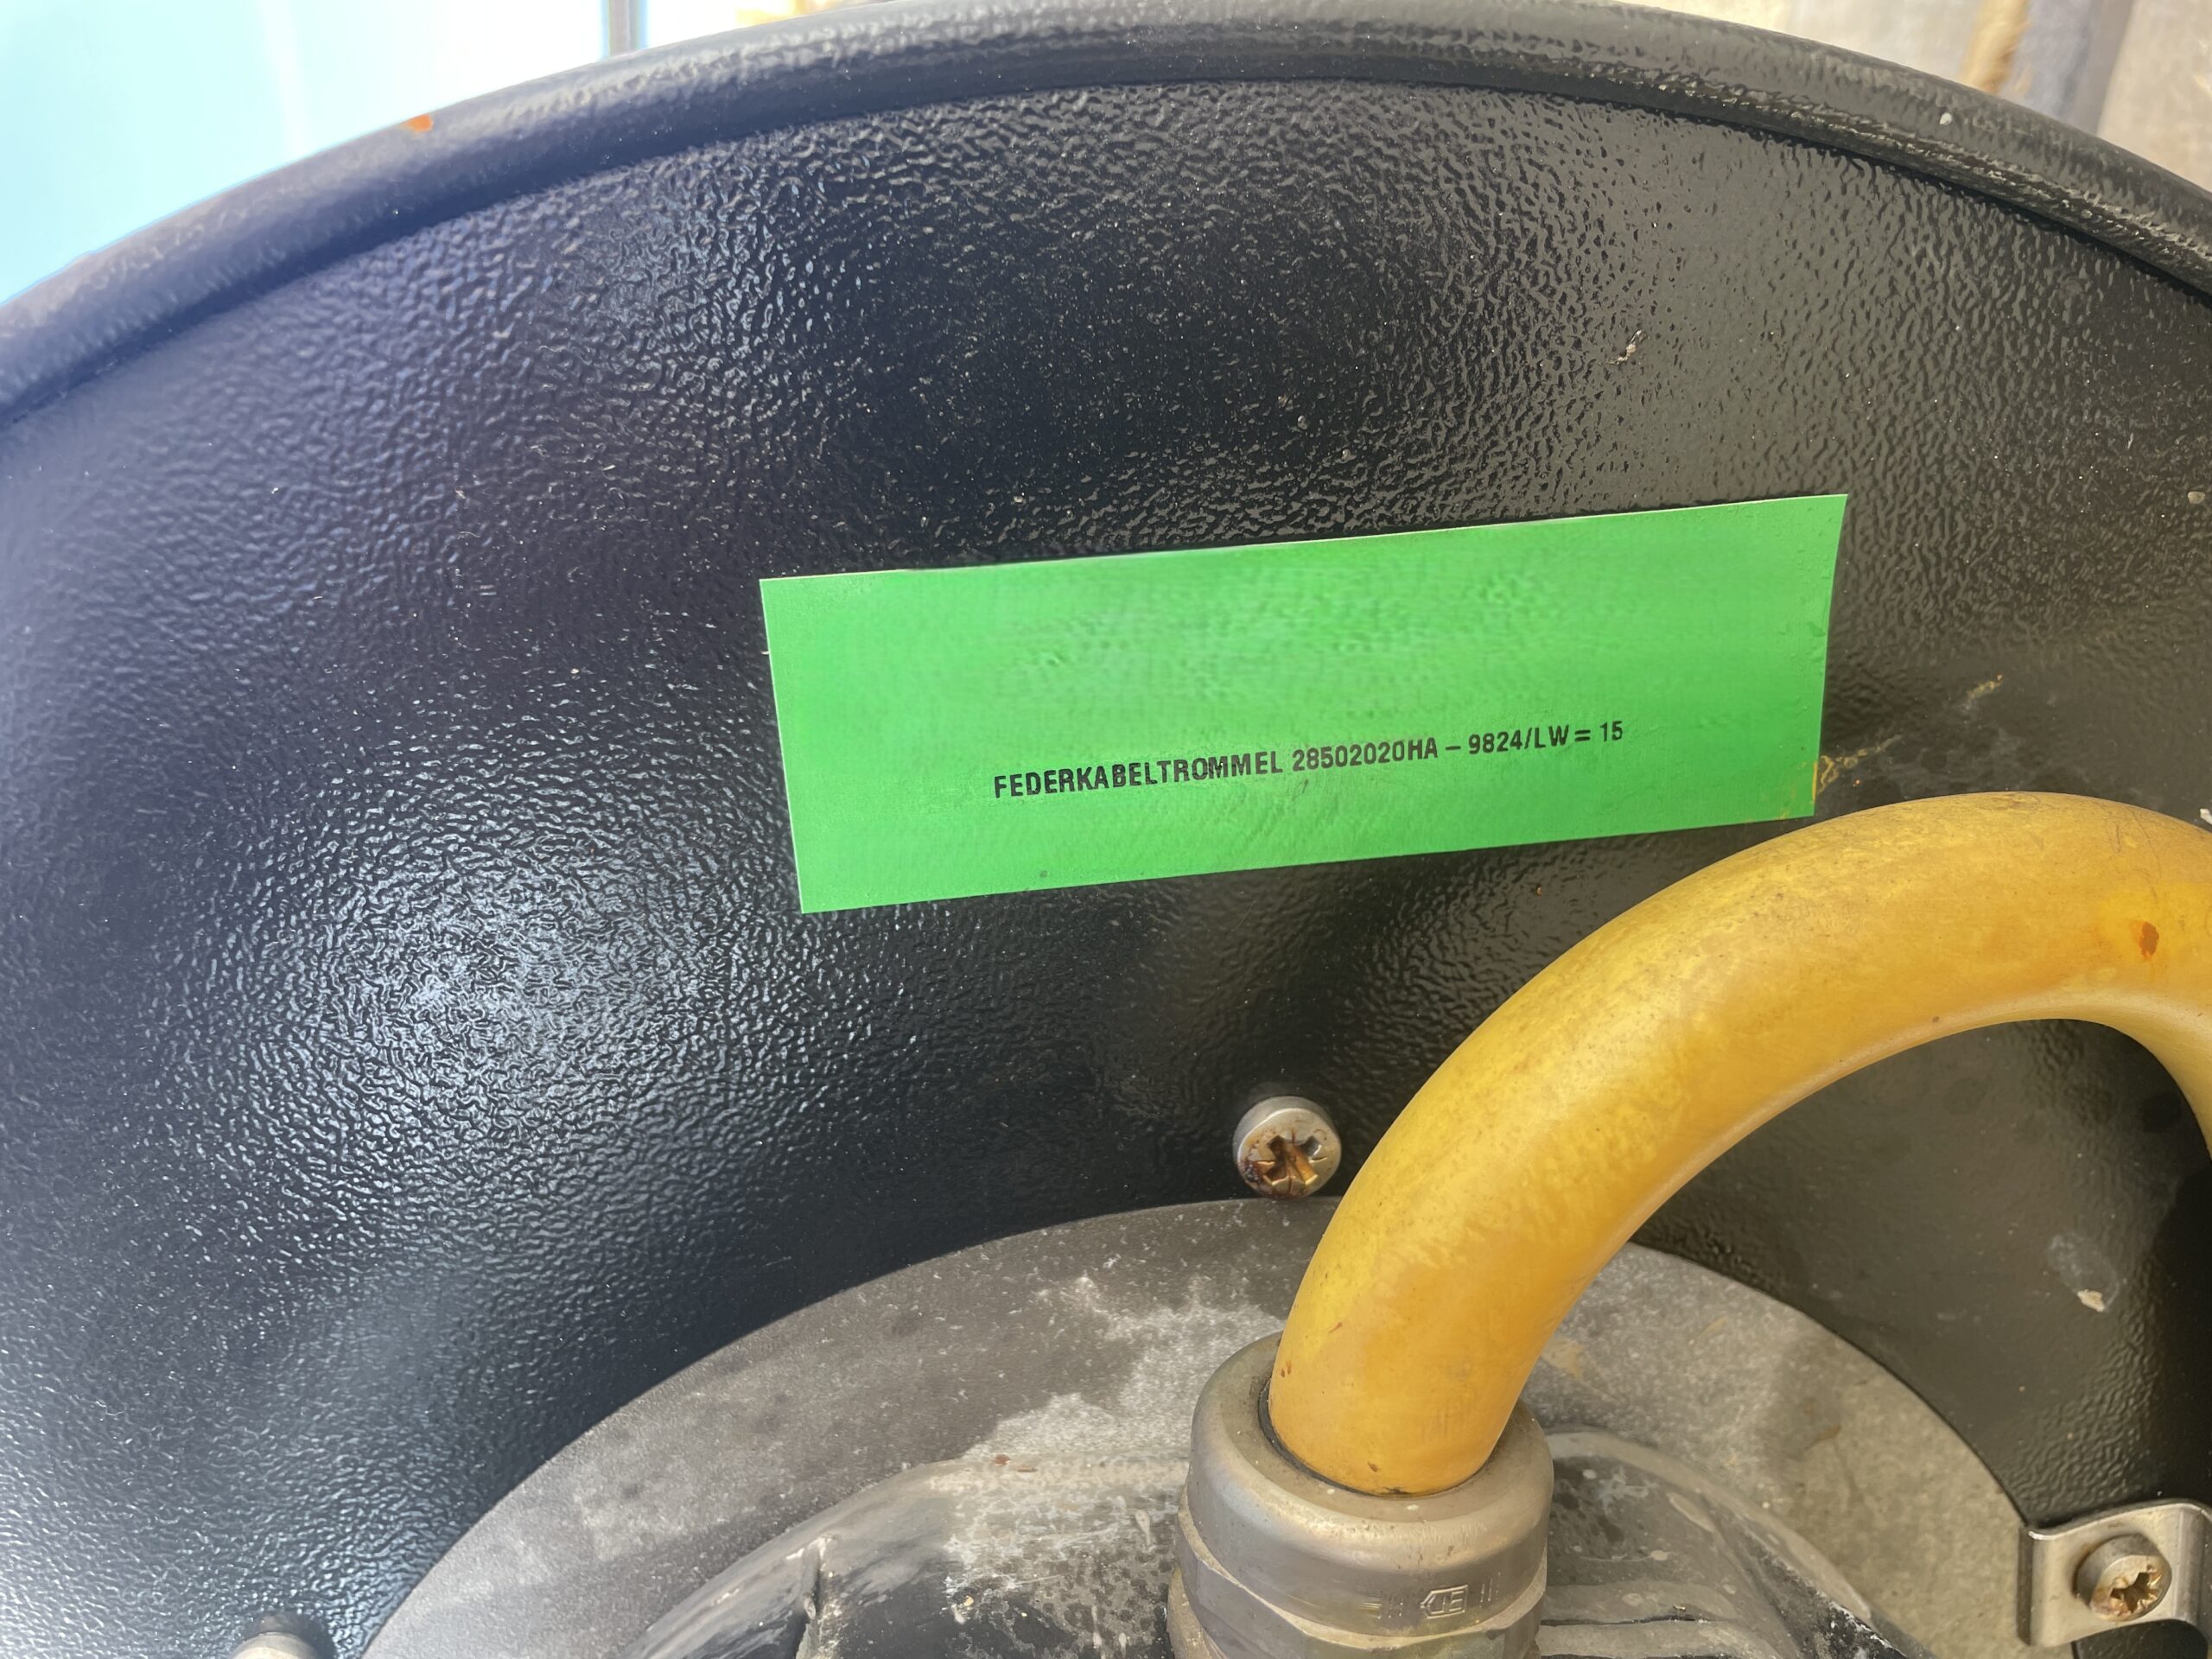 FEDERKABELTROMMEL 28502020HA – 9824/LW = 15